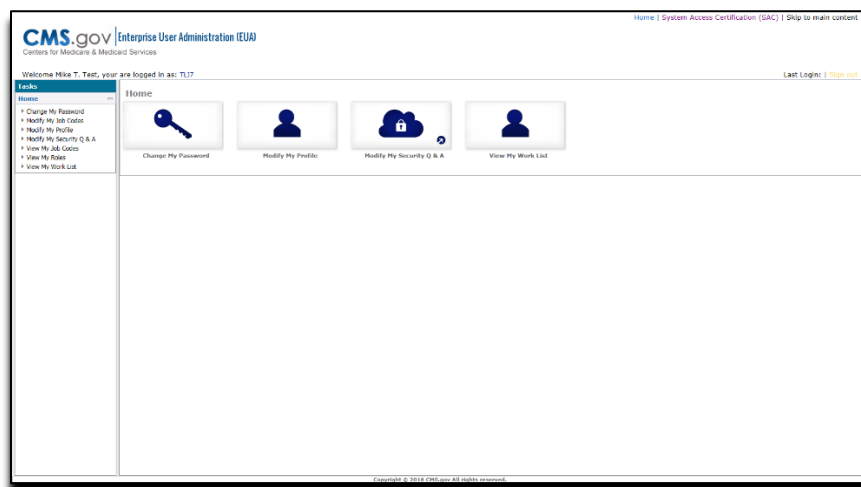 Home | System Access Certification (SAC) | Skip to main content
CMS.gov | Enterprise User Administration (EUA)
Centers for Medicare & Medicaid Services
Welcome Mike T. Test, your are logged in as: TLJ7
Last Login: | Sign out
Tasks
Home
Change My Password
Modify My Job Codes
Modify My Profile
Modify My Security Q & A
View My Job Codes
View My Roles
View My Work List
Home
Change My Password
Modify My Profile
Modify My Security Q & A
View My Work List
Copyright © 2016 CMS.gov All rights reserved.